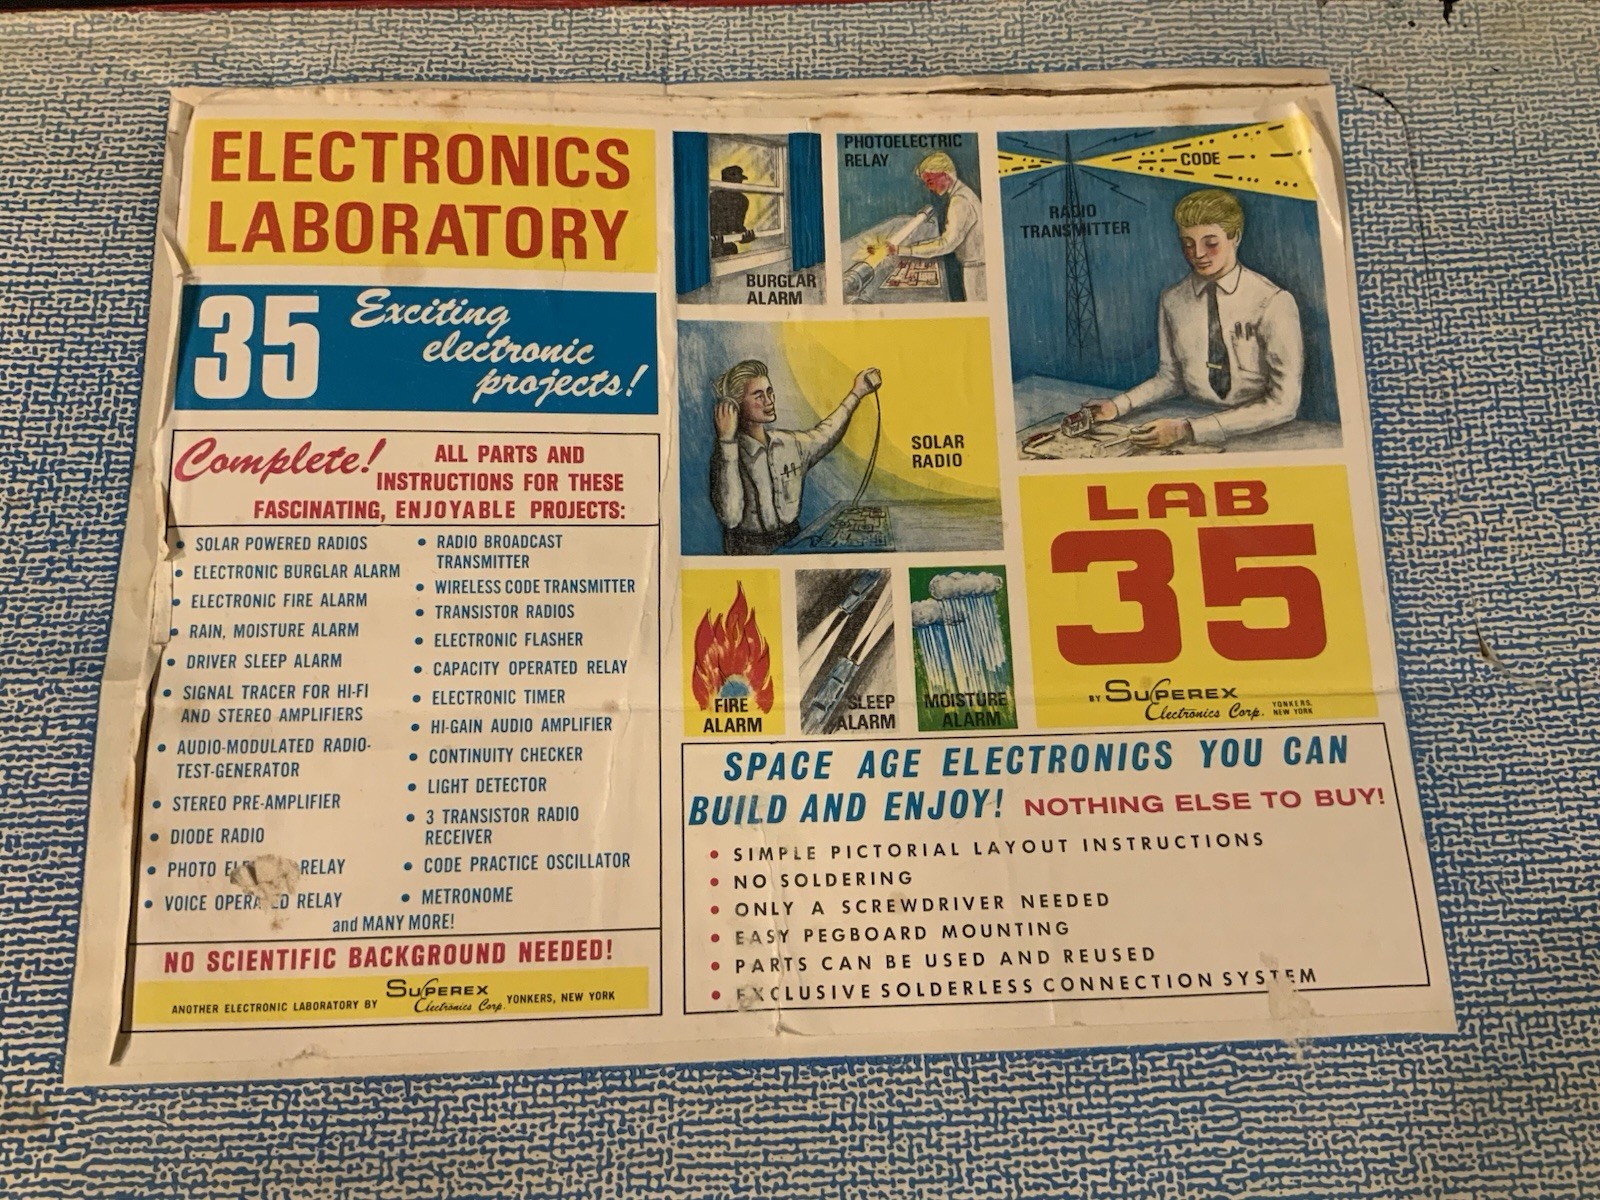 ELECTRONICS
LABORATORY
35 Exciting
electronic
projects!
Complete! ALL PARTS AND
INSTRUCTIONS FOR THESE
FASCINATING, ENJOYABLE PROJECTS:
• SOLAR POWERED RADIOS
• ELECTRONIC BURGLAR ALARM
• ELECTRONIC FIRE ALARM
• RAIN, MOISTURE ALARM
• DRIVER SLEEP ALARM
• SIGNAL TRACER FOR HI-FI
AND STEREO AMPLIFIERS
• AUDIO-MODULATED RADIO-
TEST-GENERATOR
• STEREO PRE-AMPLIFIER
• DIODE RADIO
• PHOTO RELAY
• VOICE OPERATED RELAY
• RADIO BROADCAST
TRANSMITTER
• WIRELESS CODE TRANSMITTER
• TRANSISTOR RADIOS
• ELECTRONIC FLASHER
• CAPACITY OPERATED RELAY
• ELECTRONIC TIMER
• HI-GAIN AUDIO AMPLIFIER
• CONTINUITY CHECKER
• LIGHT DETECTOR
• 3 TRANSISTOR RADIO
RECEIVER
• CODE PRACTICE OSCILLATOR
• METRONOME
and MANY MORE!
NO SCIENTIFIC BACKGROUND NEEDED!
ANOTHER ELECTRONIC LABORATORY BY SUPEREX
Electronics Corp. YONKERS, NEW YORK
BURGLAR
ALARM
PHOTOELECTRIC
RELAY
CODE
RADIO
TRANSMITTER
SOLAR
RADIO
FIRE
ALARM
SLEEP
ALARM
MOISTURE
ALARM
LAB
35
BY SUPEREX
Electronics Corp. YONKERS,
NEW YORK
SPACE AGE ELECTRONICS YOU CAN
BUILD AND ENJOY! NOTHING ELSE TO BUY!
• SIMPLE PICTORIAL LAYOUT INSTRUCTIONS
• NO SOLDERING
• ONLY A SCREWDRIVER NEEDED
• EASY PEGBOARD MOUNTING
• PARTS CAN BE USED AND REUSED
• EXCLUSIVE SOLDERLESS CONNECTION SYSTEM